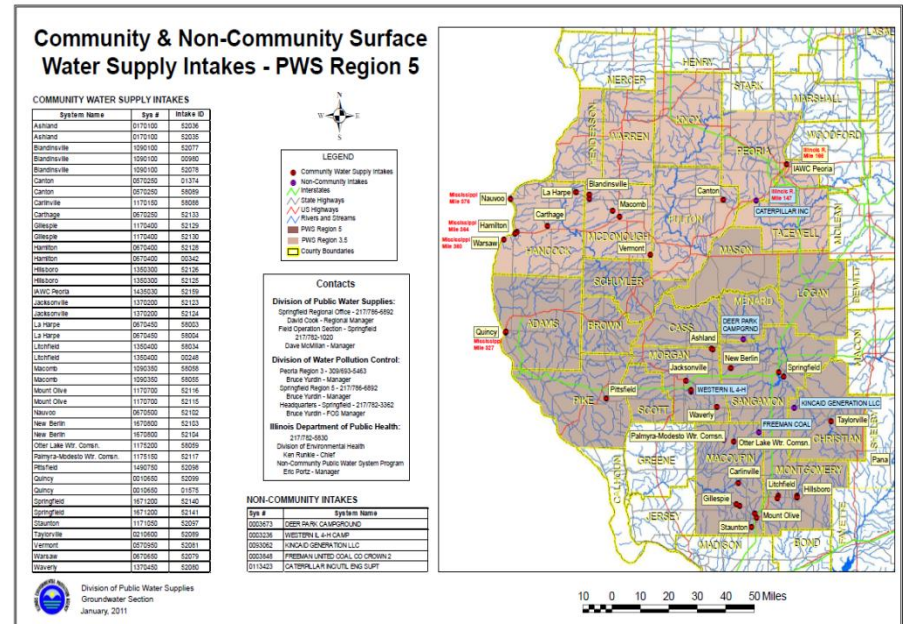 Community & Non-Community Surface
Water Supply Intakes - PWS Region 5
COMMUNITY WATER SUPPLY INTAKES
System Name Sys # Intake ID
Ashland 0170100 52036
Ashland 0170100 52035
Blandinsville 1090100 52077
Blandinsville 1090100 00980
Blandinsville 1090100 52078
Canton 0570250 01374
Canton 0570250 58089
Carlinville 1170150 58088
Carthage 0670250 52133
Gillespie 1170400 52129
Gillespie 1170400 52130
Hamilton 0670400 52128
Hamilton 0670400 00342
Hillsboro 1350300 52126
Hillsboro 1350300 52125
IAWC Peoria 1435030 52159
Jacksonville 1370200 52123
Jacksonville 1370200 52124
La Harpe 0670450 58003
La Harpe 0670450 58004
Litchfield 1350400 58034
Litchfield 1350400 00248
Macomb 1090350 58058
Macomb 1090350 58055
Mount Olive 1170700 52116
Mount Olive 1170700 52115
Nauvoo 0670500 52102
New Berlin 1670800 52103
New Berlin 1670800 52104
Otter Lake Wtr. Comsn. 1175200 58059
Palmyra-Modesto Wtr. Comsn. 1175150 52117
Pittsfield 1490750 52098
Quincy 0010650 52099
Quincy 0010650 01575
Springfield 1671200 52140
Springfield 1671200 52141
Staunton 1171050 52097
Taylorville 0210600 52089
Vermont 0570950 52081
Warsaw 0670650 52079
Waverly 1370450 52080
N
W
E
S
LEGEND
Community Water Supply Intakes
Non-Community Intakes
Interstates
State Highways
US Highways
Rivers and Streams
PWS Region 5
PWS Region 3.5
County Boundaries
Contacts
Division of Public Water Supplies:
Springfield Regional Office - 217/786-6892
David Cook - Regional Manager
Field Operation Section - Springfield
217/782-1020
Dave McMillan - Manager
Division of Water Pollution Control:
Peoria Region 3 - 309/693-5463
Bruce Yurdin - Manager
Springfield Region 5 - 217/786-6892
Bruce Yurdin - Manager
Headquarters - Springfield - 217/782-3362
Bruce Yurdin - FOS Manager
Illinois Department of Public Health:
217/782-5830
Division of Environmental Health
Ken Runkle - Chief
Non-Community Public Water System Program
Eric Portz - Manager
NON-COMMUNITY INTAKES
Sys # System Name
0003673 DEER PARK CAMPGROUND
0003236 WESTERN IL 4-H CAMP
0093062 KINCAID GENERATION LLC
0003848 FREEMAN UNITED COAL CO CROWN 2
0113423 CATERPILLAR INC/UTIL ENG SUPT
HENRY
LASAL
MERCER
STARK
MARSHALL
KNOX
WARREN
HENDERSON
WOODFORD
PEORIA
Illinois R.
Mile 166
IAWC Peoria
Blandinsville
La Harpe
Nauvoo
Mississippi
Mile 376
Canton
Illinois R.
Mile 147
CATERPILLAR INC
Macomb
Carthage
Hamilton
Mississippi
Mile 364
Warsaw
Mississippi
Mile 360
FULTON
TAZEWELL
MCLEAN
MCDONOUGH
HANCOCK
Vermont
MASON
SCHUYLER
LOGAN
DEWITT
MENARD
ADAMS
BROWN
CASS
DEER PARK
CAMPGRND
Quincy
Mississippi
Mile 327
Ashland
MACON
MORGAN
New Berlin
Jacksonville
Springfield
PIKE
Pittsfield
SCOTT
WESTERN IL 4-H
Waverly
SANGAMON
KINCAID GENERATION LLC
Taylorville
FREEMAN COAL
SHELBY
Palmyra-Modesto Wtr. Comsn.
Otter Lake Wtr. Comsn.
CHRISTIAN
Pana
GREENE
MACOUPIN
MONTGOMERY
CALHOUN
Carlinville
Litchfield
Hillsboro
Gillespie
JERSEY
Mount Olive
Staunton
FAYETTE
MADISON
BOND
10 0 10 20 30 40 50 Miles
Division of Public Water Supplies
Groundwater Section
January, 2011